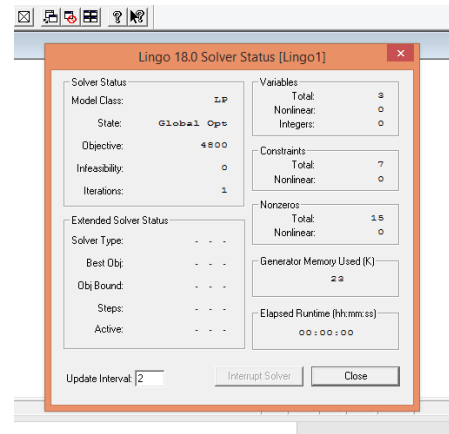 Lingo 18.0 Solver Status [Lingo1]
Solver Status
Model Class: LP
State: Global Opt
Objective: 4800
Infeasibility: 0
Iterations: 1
Extended Solver Status
Solver Type: - - -
Best Obj: - - -
Obj Bound: - - -
Steps: - - -
Active: - - -
Variables
Total: 3
Nonlinear: 0
Integers: 0
Constraints
Total: 7
Nonlinear: 0
Nonzeros
Total: 15
Nonlinear: 0
Generator Memory Used (K)
23
Elapsed Runtime (hh:mm:ss)
00:00:00
Update Interval: 2
Interrupt Solver
Close